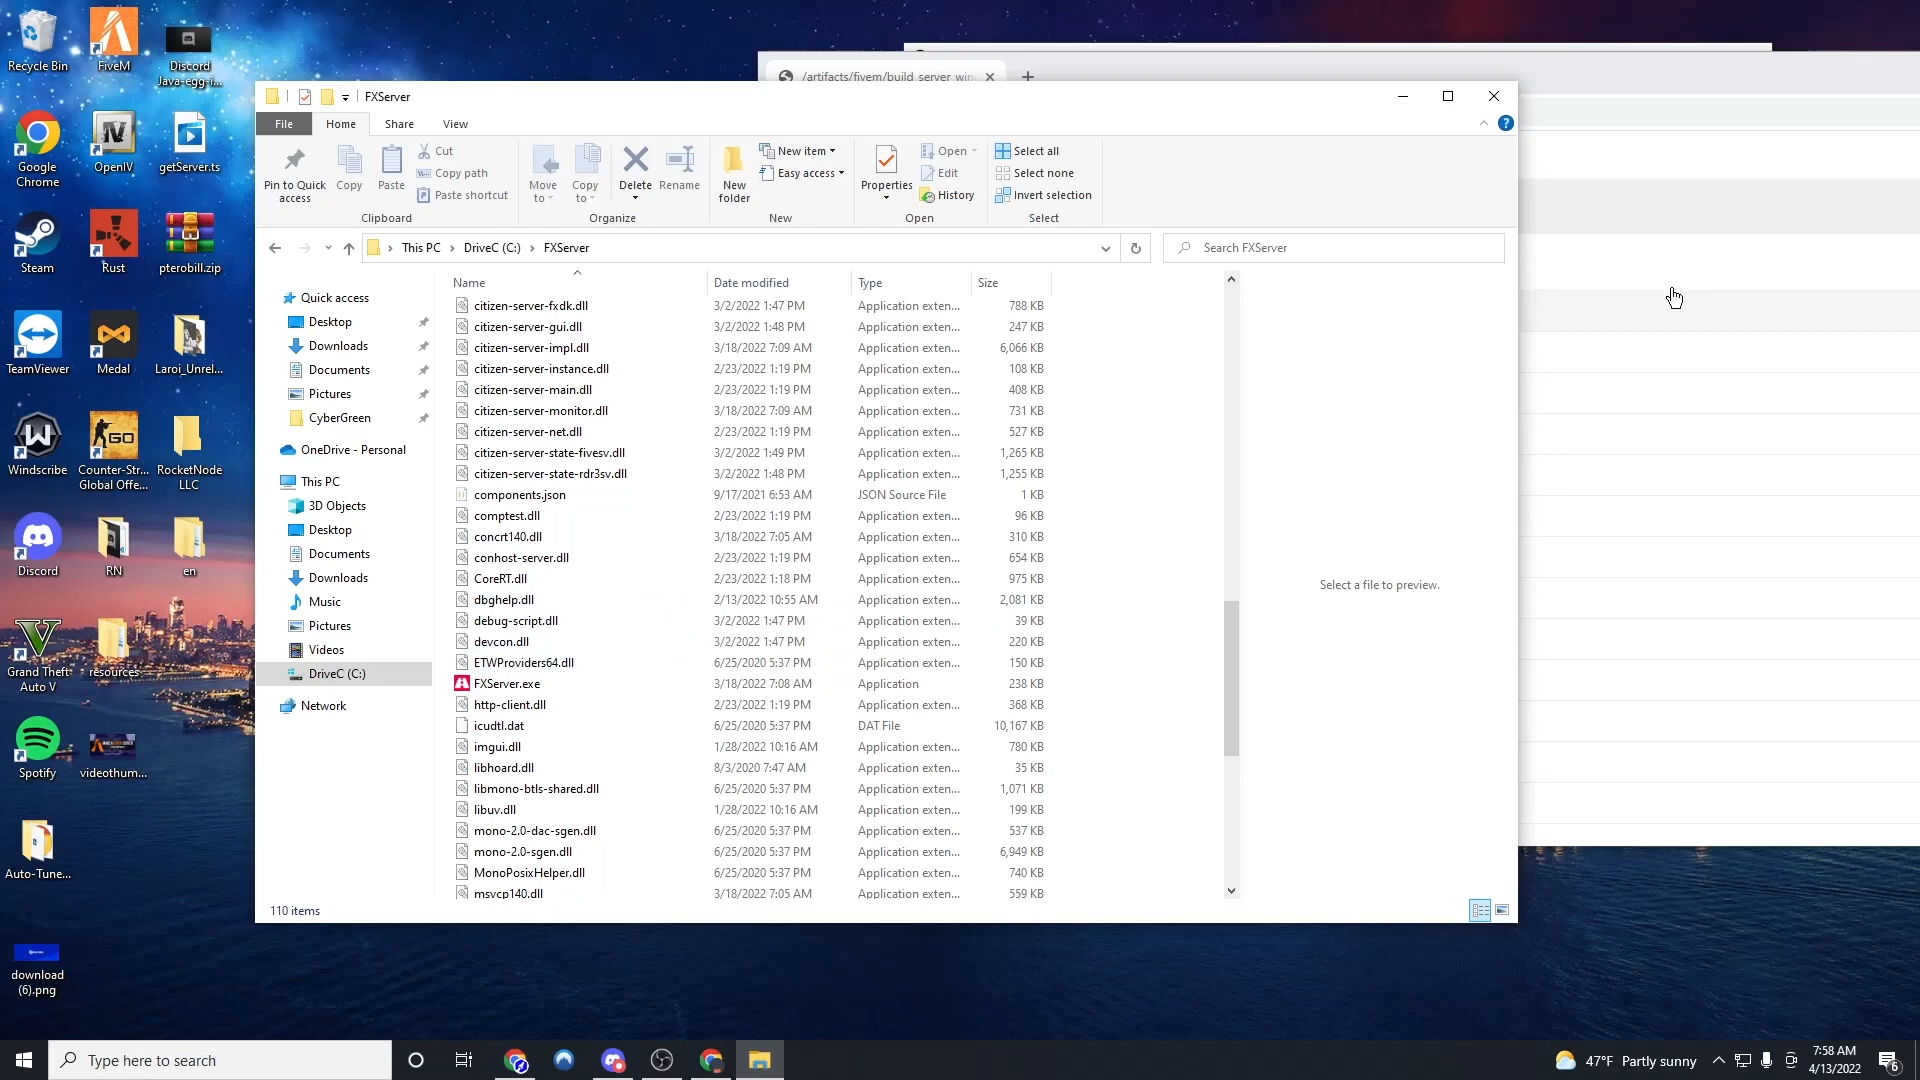 Recycle Bin
FiveM
Discord
Java-egg-i...
Google
Chrome
OpenIV
getServer.ts
Steam
Rust
pterobill.zip
TeamViewer
Medal
Laroi_Unrel...
Windscribe
Counter-Str...
Global Offe...
RocketNode
LLC
Discord
RN
en
Grand Theft
Auto V
resources
Spotify
videothum...
Auto-Tune...
download
(6).png
/artifacts/fivem/build_server_win
FXServer
File
Home
Share
View
Pin to Quick
access
Copy
Paste
Cut
Copy path
Paste shortcut
Clipboard
Move
to
Copy
to
Delete
Rename
Organize
New
folder
New item
Easy access
New
Properties
Open
Edit
History
Open
Select all
Select none
Invert selection
Select
This PC > DriveC (C:) > FXServer
Search FXServer
Quick access
Desktop
Downloads
Documents
Pictures
CyberGreen
OneDrive - Personal
This PC
3D Objects
Desktop
Documents
Downloads
Music
Pictures
Videos
DriveC (C:)
Network
Name Date modified Type Size
citizen-server-fxdk.dll 3/2/2022 1:47 PM Application exten... 788 KB
citizen-server-gui.dll 3/2/2022 1:48 PM Application exten... 247 KB
citizen-server-impl.dll 3/18/2022 7:09 AM Application exten... 6,066 KB
citizen-server-instance.dll 2/23/2022 1:19 PM Application exten... 108 KB
citizen-server-main.dll 2/23/2022 1:19 PM Application exten... 408 KB
citizen-server-monitor.dll 3/18/2022 7:09 AM Application exten... 731 KB
citizen-server-net.dll 2/23/2022 1:19 PM Application exten... 527 KB
citizen-server-state-fivesv.dll 3/2/2022 1:49 PM Application exten... 1,265 KB
citizen-server-state-rdr3sv.dll 3/2/2022 1:48 PM Application exten... 1,255 KB
components.json 9/17/2021 6:53 AM JSON Source File 1 KB
comptest.dll 2/23/2022 1:19 PM Application exten... 96 KB
concrt140.dll 3/18/2022 7:05 AM Application exten... 310 KB
conhost-server.dll 2/23/2022 1:19 PM Application exten... 654 KB
CoreRT.dll 2/23/2022 1:18 PM Application exten... 975 KB
dbghelp.dll 2/13/2022 10:55 AM Application exten... 2,081 KB
debug-script.dll 3/2/2022 1:47 PM Application exten... 39 KB
devcon.dll 3/2/2022 1:47 PM Application exten... 220 KB
ETWProviders64.dll 6/25/2020 5:37 PM Application exten... 150 KB
FXServer.exe 3/18/2022 7:08 AM Application 238 KB
http-client.dll 2/23/2022 1:19 PM Application exten... 368 KB
icudtl.dat 6/25/2020 5:37 PM DAT File 10,167 KB
imgui.dll 1/28/2022 10:16 AM Application exten... 780 KB
libhoard.dll 8/3/2020 7:47 AM Application exten... 35 KB
libmono-btls-shared.dll 6/25/2020 5:37 PM Application exten... 1,071 KB
libuv.dll 1/28/2022 10:16 AM Application exten... 199 KB
mono-2.0-dac-sgen.dll 6/25/2020 5:37 PM Application exten... 537 KB
mono-2.0-sgen.dll 6/25/2020 5:37 PM Application exten... 6,949 KB
MonoPosixHelper.dll 6/25/2020 5:37 PM Application exten... 740 KB
msvcp140.dll 3/18/2022 7:05 AM Application exten... 559 KB
Select a file to preview.
110 items
Type here to search
47°F Partly sunny
7:58 AM
4/13/2022
6